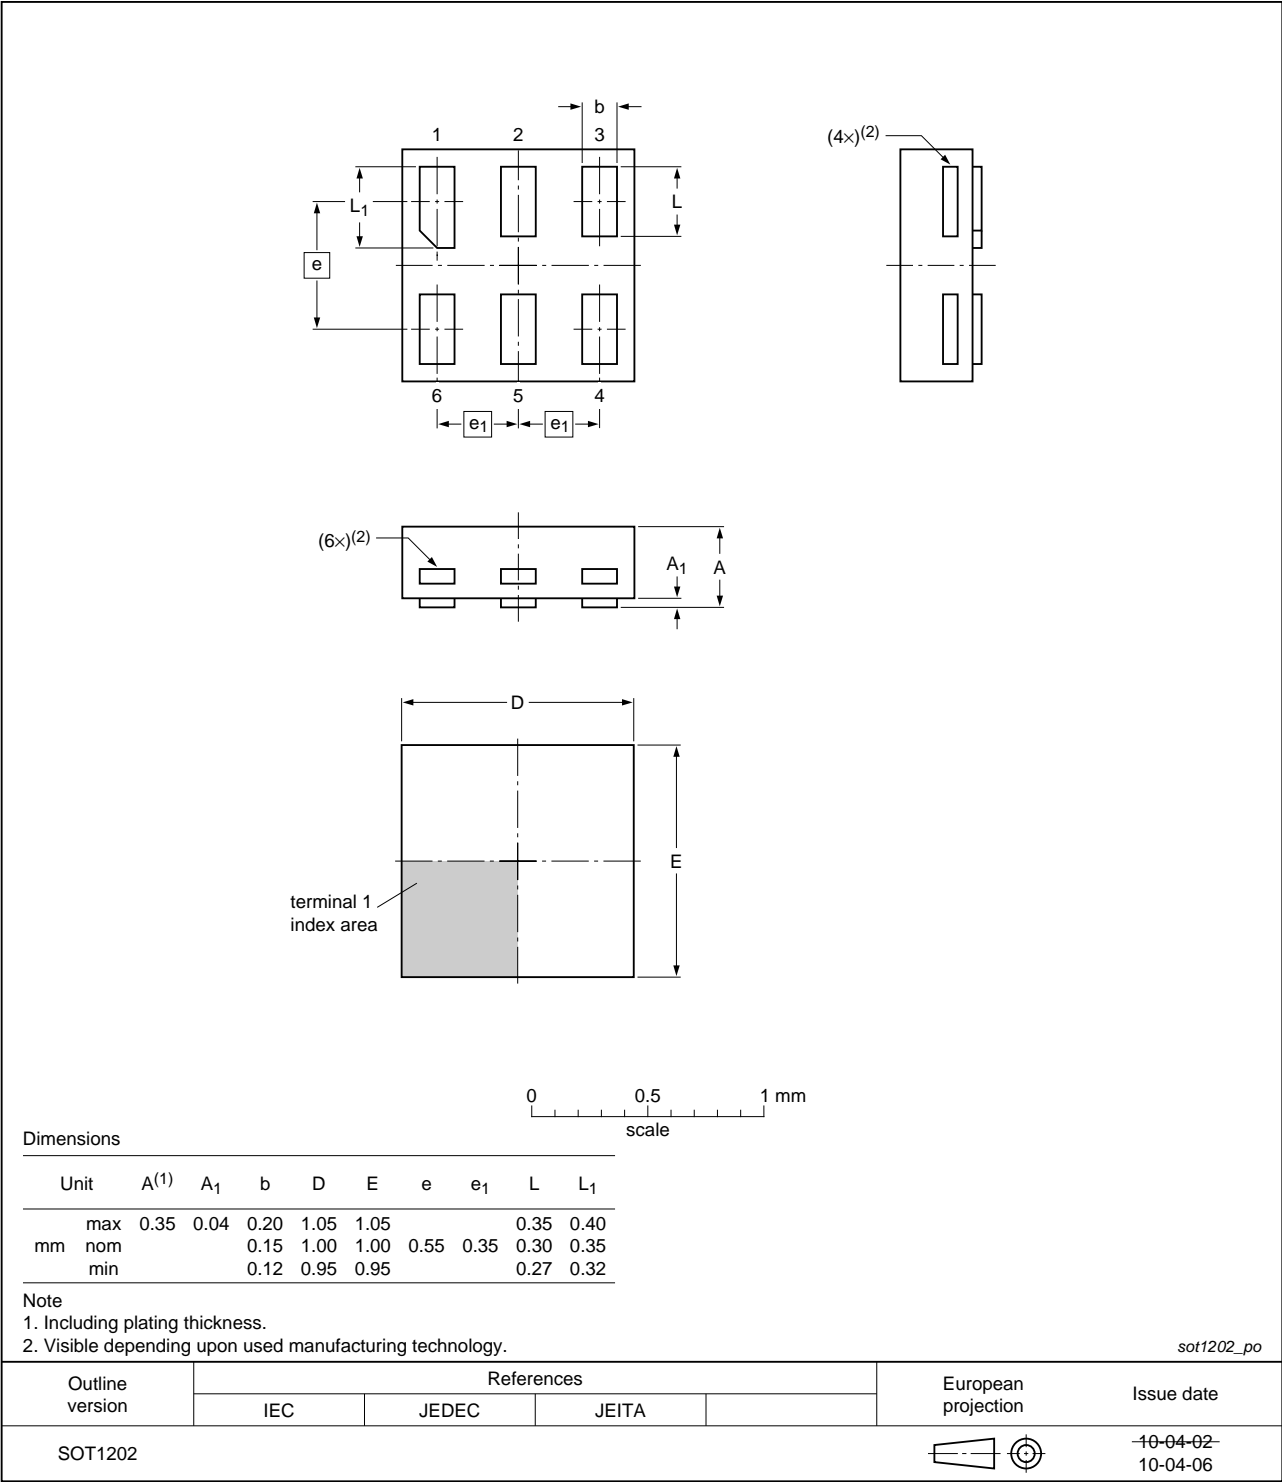 b
1 2 3
(4×)(2)
L1
L
e
6 5 4
e1 e1
(6×)(2)
A1 A
D
E
terminal 1
index area
0 0.5 1 mm
scale
Dimensions
Unit A(1) A1 b D E e e1 L L1
max 0.35 0.04 0.20 1.05 1.05 0.35 0.40
mm nom 0.15 1.00 1.00 0.55 0.35 0.30 0.35
min 0.12 0.95 0.95 0.27 0.32
Note
1. Including plating thickness.
2. Visible depending upon used manufacturing technology.
sot1202_po
Outline
version
References
IEC JEDEC JEITA
European
projection
Issue date
SOT1202
10-04-02
10-04-06